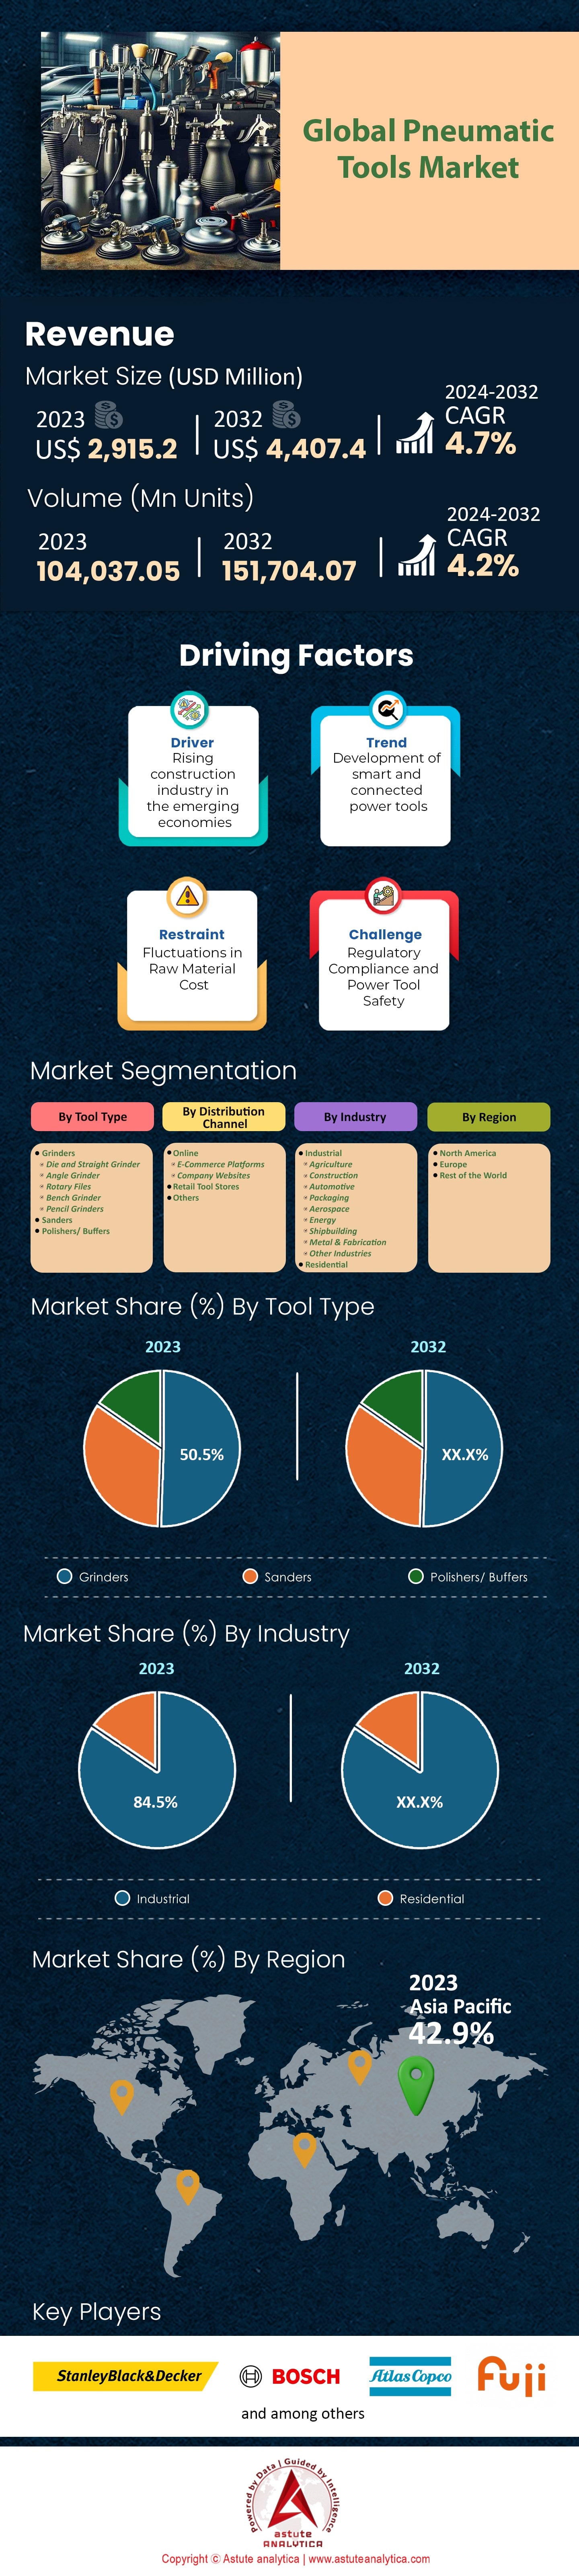 Global Pneumatic
Tools Market
Revenue
Market Size (USD Million)
2023
US$ 2,915.2
2032
US$ 4,407.4
2024-2032
CAGR
4.7%
Volume (Mn Units)
2023
104,037.05
2032
151,704.07
2024-2032
CAGR
4.2%
Driving Factors
Driver
Rising
construction
industry in
the emerging
economies
Trend
Development of
smart and
connected
power tools
Restraint
Fluctuations in
Raw Material
Cost
Challenge
Regulatory
Compliance and
Power Tool
Safety
Market Segmentation
By Tool Type
Grinders
Die and Straight Grinder
Angle Grinder
Rotary Files
Bench Grinder
Pencil Grinders
Sanders
Polishers/ Buffers
By Distribution
Channel
Online
E-Commerce Platforms
Company Websites
Retail Tool Stores
Others
By Industry
Industrial
Agriculture
Construction
Automotive
Packaging
Aerospace
Energy
Shipbuilding
Metal & Fabrication
Other Industries
Residential
By Region
North America
Europe
Rest of the World
Market Share (%) By Tool Type
2023
50.5%
2032
XX.X%
Grinders
Sanders
Polishers/ Buffers
Market Share (%) By Industry
2023
84.5%
2032
XX.X%
Industrial
Residential
Market Share (%) By Region
2023
Asia Pacific
42.9%
Key Players
StanleyBlack&Decker
BOSCH
Atlas Copco
Fuji
and among others
Powered by Data | Guided by Intelligence
astute
ANALYTICA
Copyright © Astute analytica | www.astuteanalytica.com